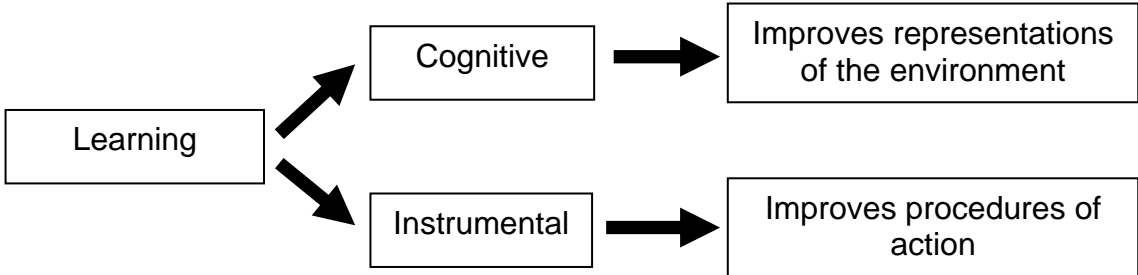 Learning
Cognitive
Improves representations
of the environment
Instrumental
Improves procedures of
action